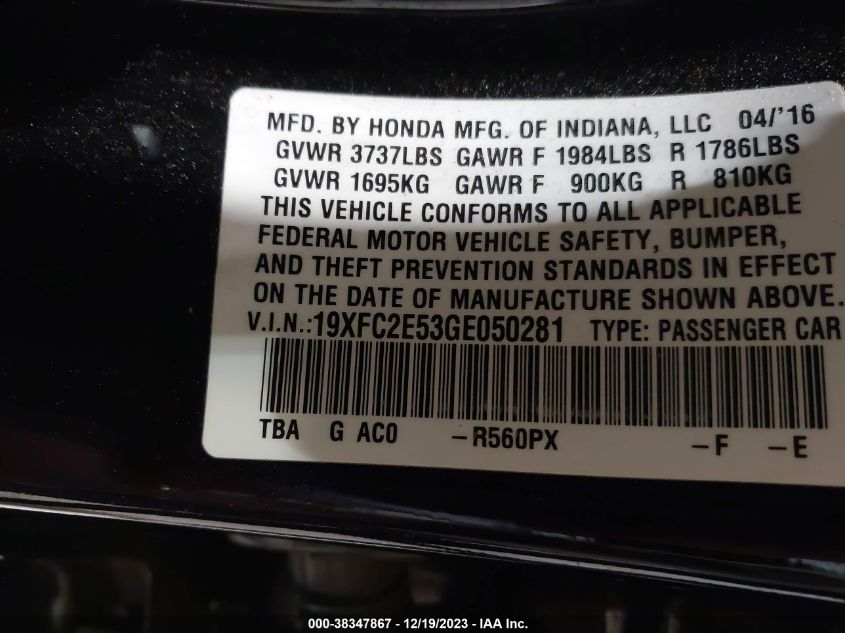 MFD. BY HONDA MFG. OF INDIANA, LLC 04/'16
GVWR 3737LBS GAWR F 1984LBS R 1786LBS
GVWR 1695KG GAWR F 900KG R 810KG
THIS VEHICLE CONFORMS TO ALL APPLICABLE
FEDERAL MOTOR VEHICLE SAFETY, BUMPER,
AND THEFT PREVENTION STANDARDS IN EFFECT
ON THE DATE OF MANUFACTURE SHOWN ABOVE.
V.I.N.:19XFC2E53GE050281 TYPE: PASSENGER CAR
TBA G AC0 -R560PX -F -E
000-38347867 - 12/19/2023 - IAA Inc.